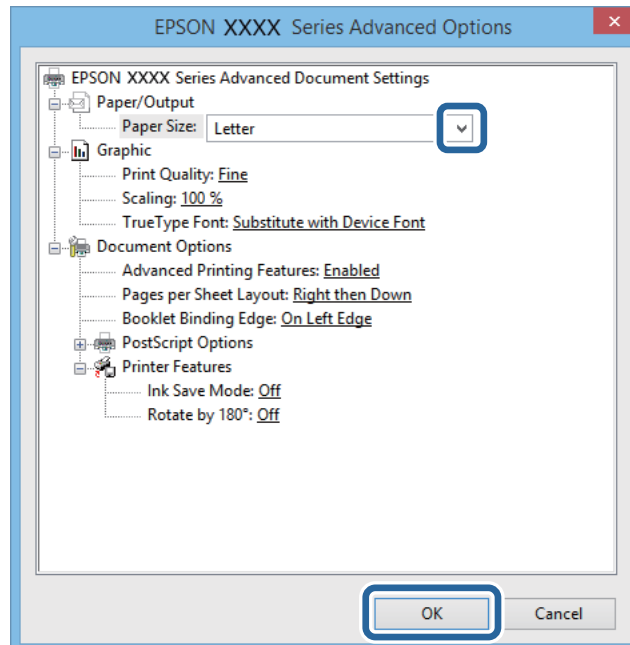 EPSON XXXX Series Advanced Options
EPSON XXXX Series Advanced Document Settings
Paper/Output
Paper Size: Letter
Graphic
Print Quality: Fine
Scaling: 100 %
TrueType Font: Substitute with Device Font
Document Options
Advanced Printing Features: Enabled
Pages per Sheet Layout: Right then Down
Booklet Binding Edge: On Left Edge
PostScript Options
Printer Features
Ink Save Mode: Off
Rotate by 180°: Off
OK Cancel